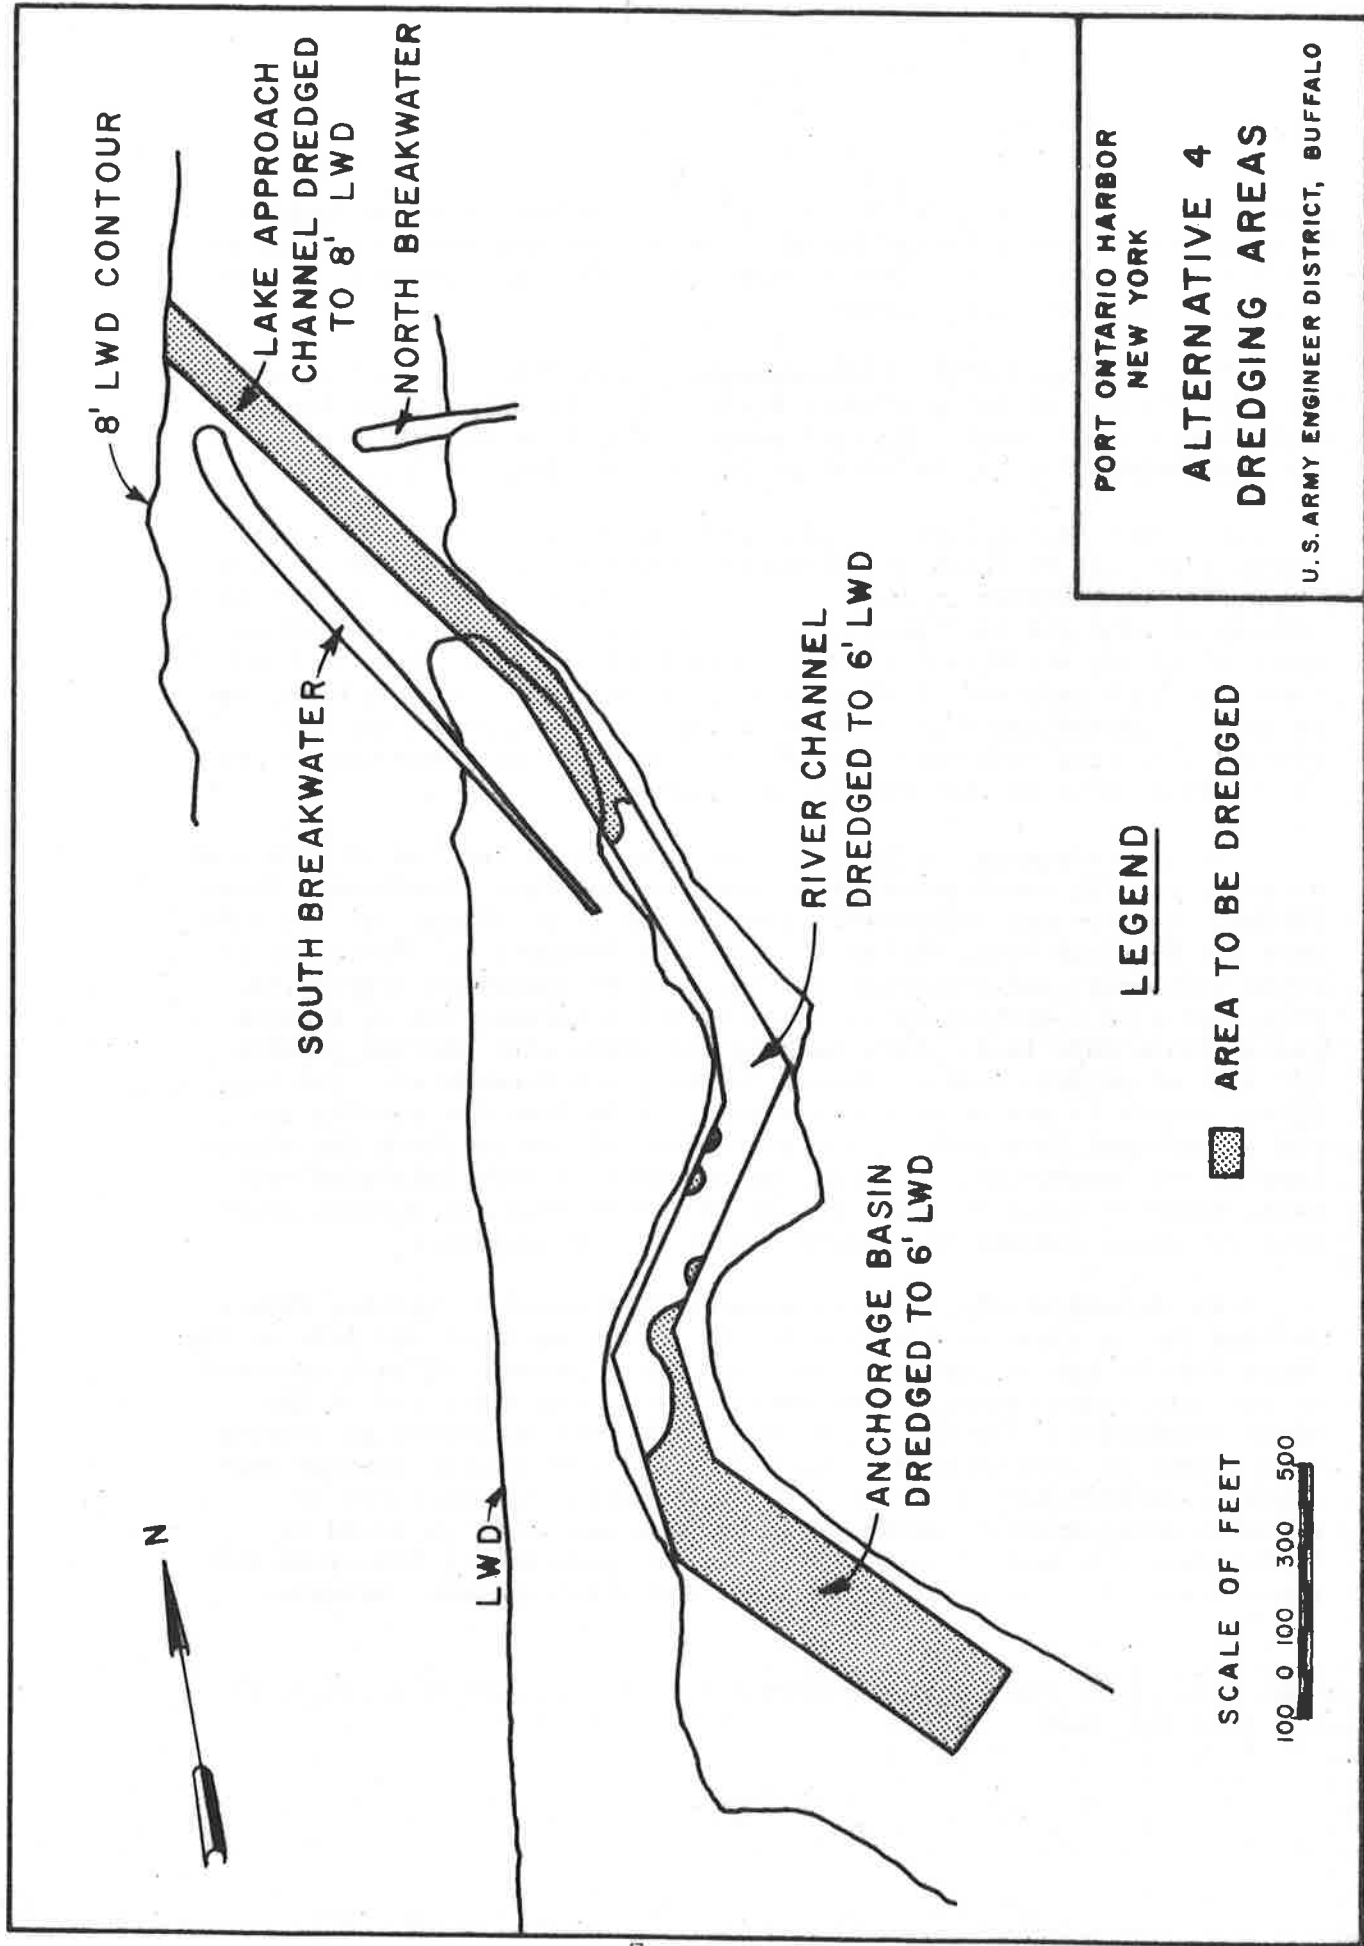 8' LWD CONTOUR
LAKE APPROACH
CHANNEL DREDGED
TO 8' LWD
NORTH BREAKWATER
SOUTH BREAKWATER
RIVER CHANNEL
DREDGED TO 6' LWD
ANCHORAGE BASIN
DREDGED TO 6' LWD
LWD
N
LEGEND
AREA TO BE DREDGED
SCALE OF FEET
100 0 100 300 500
PORT ONTARIO HARBOR
NEW YORK
ALTERNATIVE 4
DREDGING AREAS
U.S. ARMY ENGINEER DISTRICT, BUFFALO